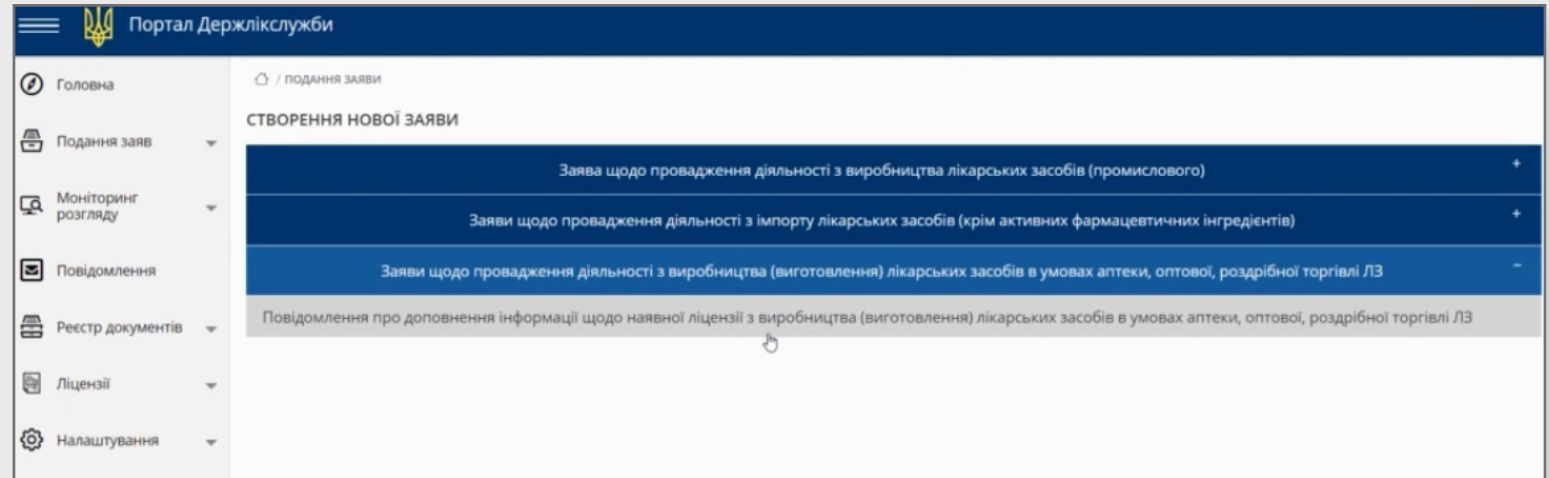 Портал Держлікслужби
Головна
Подання заяв
Моніторинг
розгляду
Повідомлення
Реєстр документів
Ліцензії
Налаштування
/ ПОДАННЯ ЗАЯВИ
СТВОРЕННЯ НОВОЇ ЗАЯВИ
Заява щодо провадження діяльності з виробництва лікарських засобів (промислового) +
Заяви щодо провадження діяльності з імпорту лікарських засобів (крім активних фармацевтичних інгредієнтів) +
Заяви щодо провадження діяльності з виробництва (виготовлення) лікарських засобів в умовах аптеки, оптової, роздрібної торгівлі ЛЗ –
Повідомлення про доповнення інформації щодо наявної ліцензії з виробництва (виготовлення) лікарських засобів в умовах аптеки, оптової, роздрібної торгівлі ЛЗ